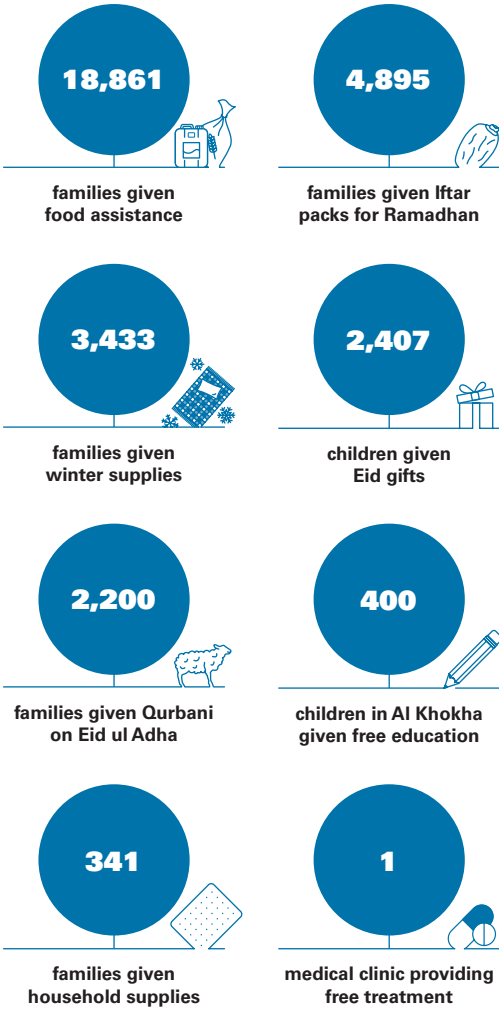 18,861
families given
food assistance
4,895
families given Iftar
packs for Ramadhan
3,433
families given
winter supplies
2,407
children given
Eid gifts
2,200
families given Qurbani
on Eid ul Adha
400
children in Al Khokha
given free education
341
families given
household supplies
1
medical clinic providing
free treatment